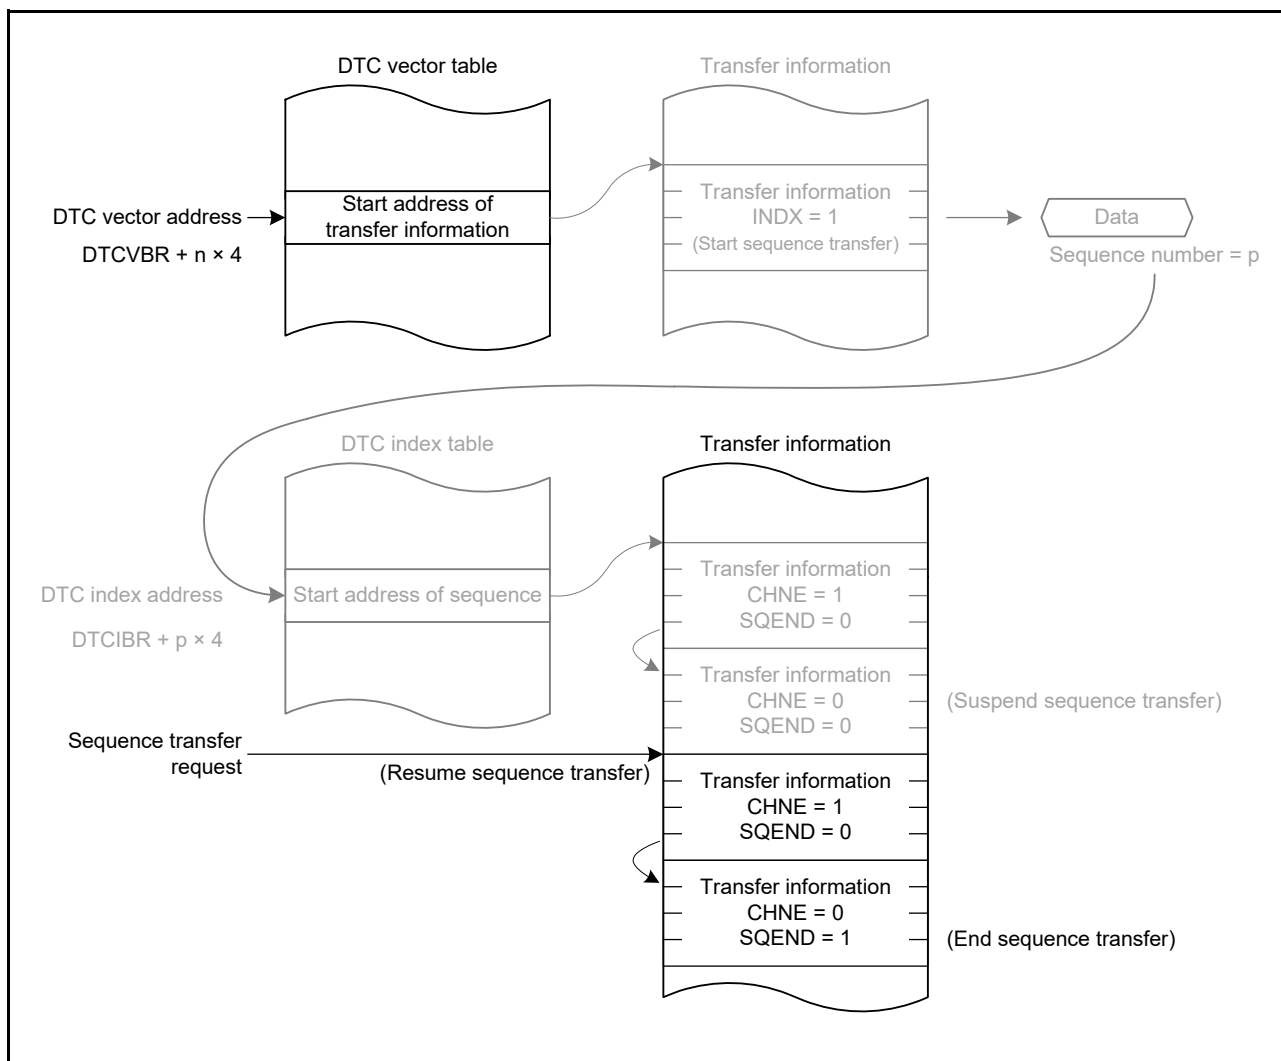 DTC vector table
Transfer information
DTC vector address
DTCVBR + n × 4
Start address of
transfer information
Transfer information
INDX = 1
(Start sequence transfer)
Data
Sequence number = p
DTC index table
Transfer information
DTC index address
DTCIBR + p × 4
Start address of sequence
Transfer information
CHNE = 1
SQEND = 0
Transfer information
CHNE = 0
SQEND = 0
(Suspend sequence transfer)
Sequence transfer
request
(Resume sequence transfer)
Transfer information
CHNE = 1
SQEND = 0
Transfer information
CHNE = 0
SQEND = 1
(End sequence transfer)